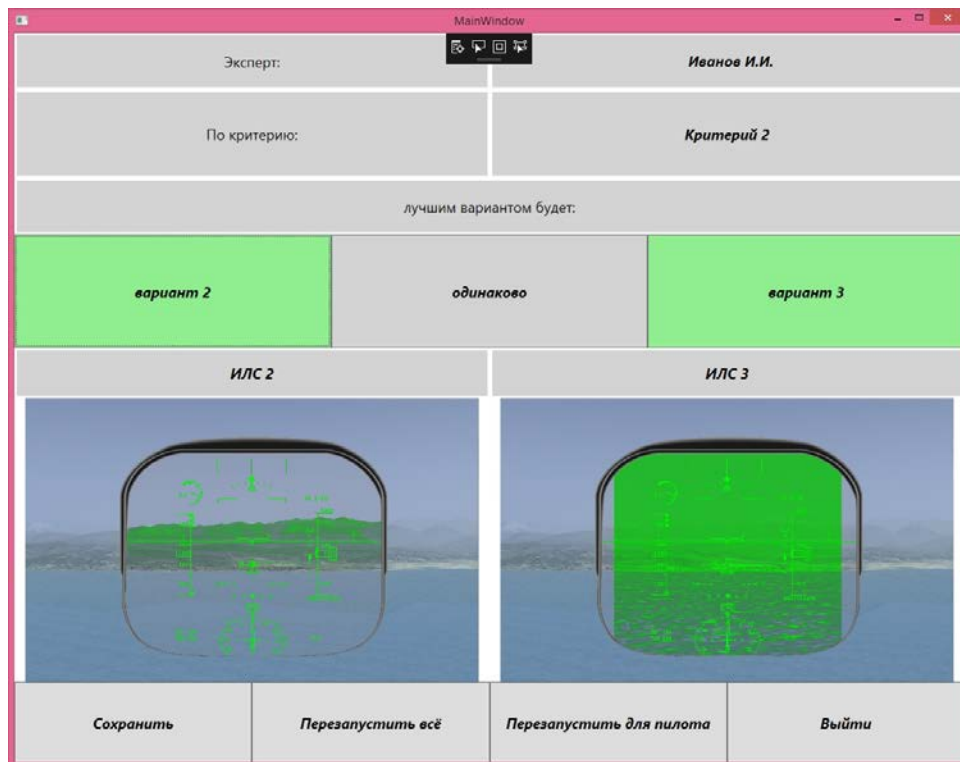 MainWindow
Эксперт:
Иванов И.И.
По критерию:
Критерий 2
лучшим вариантом будет:
вариант 2
одинаково
вариант 3
ИЛС 2
ИЛС 3
Сохранить
Перезапустить всё
Перезапустить для пилота
Выйти